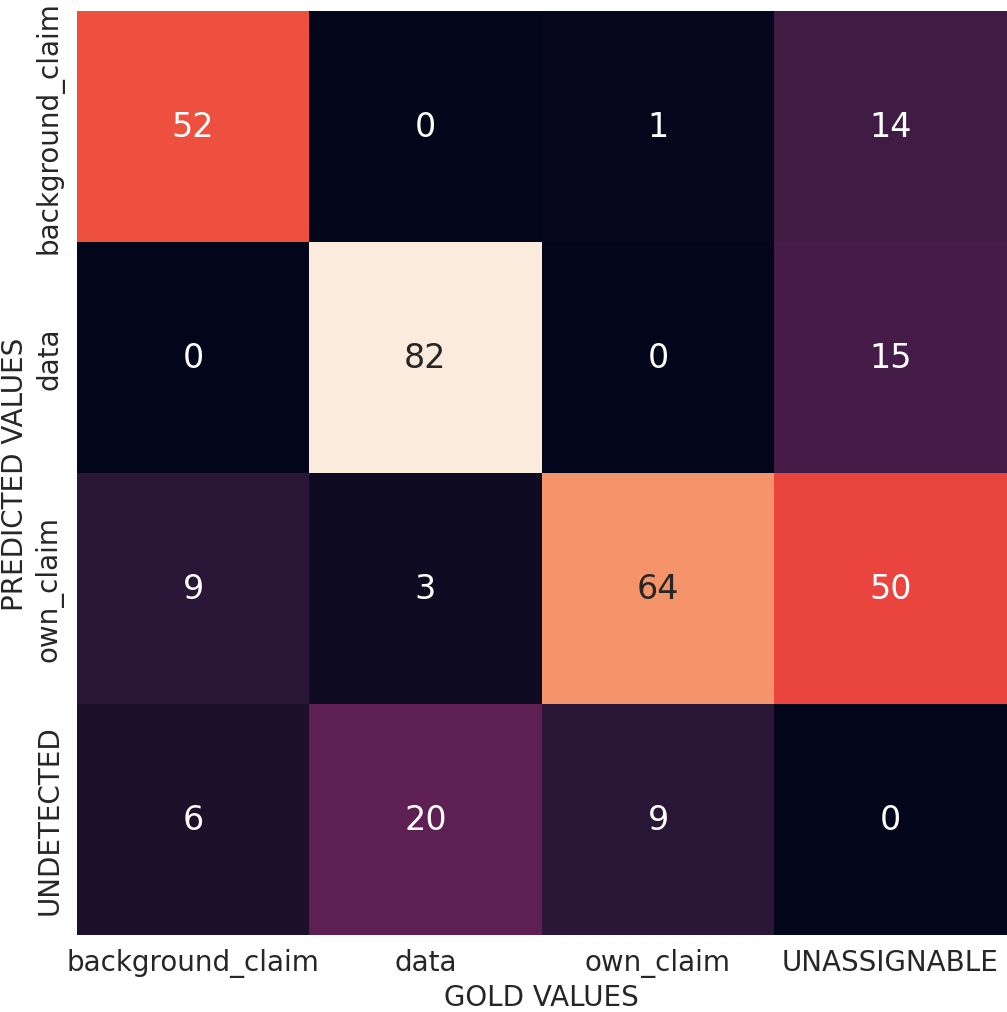 PREDICTED VALUES
background_claim
52 0 1 14
data
0 82 0 15
own_claim
9 3 64 50
UNDETECTED
6 20 9 0
background_claim data own_claim UNASSIGNABLE
GOLD VALUES